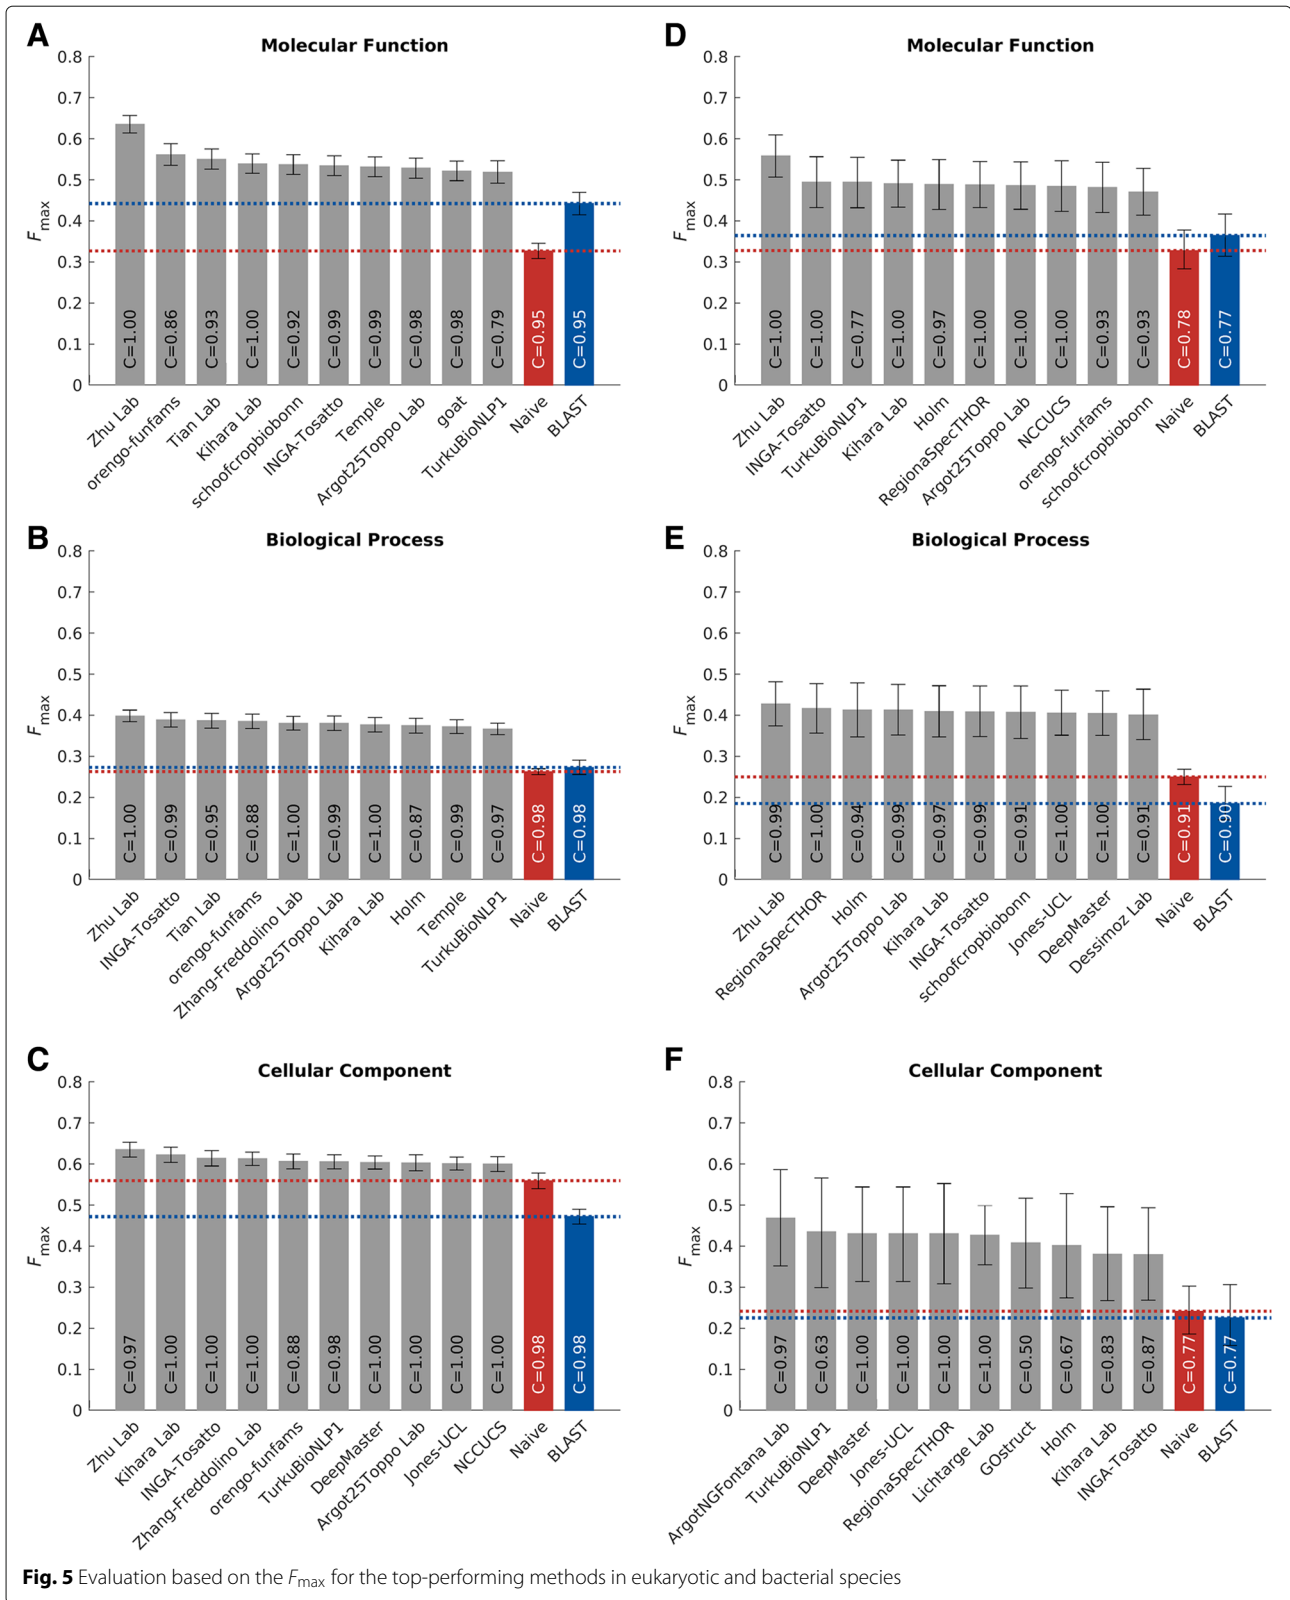 A
Molecular Function
0.8
0.7
0.6
0.5
0.4
0.3
0.2
0.1
0
Fmax
C=1.00
C=0.86
C=0.93
C=1.00
C=0.92
C=0.99
C=0.99
C=0.98
C=0.98
C=0.79
C=0.95
C=0.95
Zhu Lab
orengo-funfams
Tian Lab
Kihara Lab
schoofcropbiobonn
INGA-Tosatto
Temple
Argot25Toppo Lab
goat
TurkuBioNLP1
Naive
BLAST
D
Molecular Function
0.8
0.7
0.6
0.5
0.4
0.3
0.2
0.1
0
Fmax
C=1.00
C=1.00
C=0.77
C=1.00
C=0.97
C=1.00
C=1.00
C=1.00
C=0.93
C=0.93
C=0.78
C=0.77
Zhu Lab
INGA-Tosatto
TurkuBioNLP1
Kihara Lab
Holm
RegionaSpecTHOR
Argot25Toppo Lab
NCCUCS
orengo-funfams
schoofcropbiobonn
Naive
BLAST
B
Biological Process
0.8
0.7
0.6
0.5
0.4
0.3
0.2
0.1
0
Fmax
C=1.00
C=0.99
C=0.95
C=0.88
C=1.00
C=0.99
C=1.00
C=0.87
C=0.99
C=0.97
C=0.98
C=0.98
Zhu Lab
INGA-Tosatto
Tian Lab
orengo-funfams
Zhang-Freddolino Lab
Argot25Toppo Lab
Kihara Lab
Holm
Temple
TurkuBioNLP1
Naive
BLAST
E
Biological Process
0.8
0.7
0.6
0.5
0.4
0.3
0.2
0.1
0
Fmax
C=0.99
C=1.00
C=0.94
C=0.99
C=0.97
C=0.99
C=0.91
C=1.00
C=1.00
C=0.91
C=0.91
C=0.90
Zhu Lab
RegionaSpecTHOR
Holm
Argot25Toppo Lab
Kihara Lab
INGA-Tosatto
schoofcropbiobonn
Jones-UCL
DeepMaster
Dessimoz Lab
Naive
BLAST
C
Cellular Component
0.8
0.7
0.6
0.5
0.4
0.3
0.2
0.1
0
Fmax
C=0.97
C=1.00
C=1.00
C=1.00
C=0.88
C=0.98
C=1.00
C=1.00
C=1.00
C=1.00
C=0.98
C=0.98
Zhu Lab
Kihara Lab
INGA-Tosatto
Zhang-Freddolino Lab
orengo-funfams
TurkuBioNLP1
DeepMaster
Argot25Toppo Lab
Jones-UCL
NCCUCS
Naive
BLAST
F
Cellular Component
0.8
0.7
0.6
0.5
0.4
0.3
0.2
0.1
0
Fmax
C=0.97
C=0.63
C=1.00
C=1.00
C=1.00
C=1.00
C=0.50
C=0.67
C=0.83
C=0.87
C=0.77
C=0.77
ArgotNGFontana Lab
TurkuBioNLP1
DeepMaster
Jones-UCL
RegionaSpecTHOR
Lichtarge Lab
GOstruct
Holm
Kihara Lab
INGA-Tosatto
Naive
BLAST
Fig. 5 Evaluation based on the Fmax for the top-performing methods in eukaryotic and bacterial species